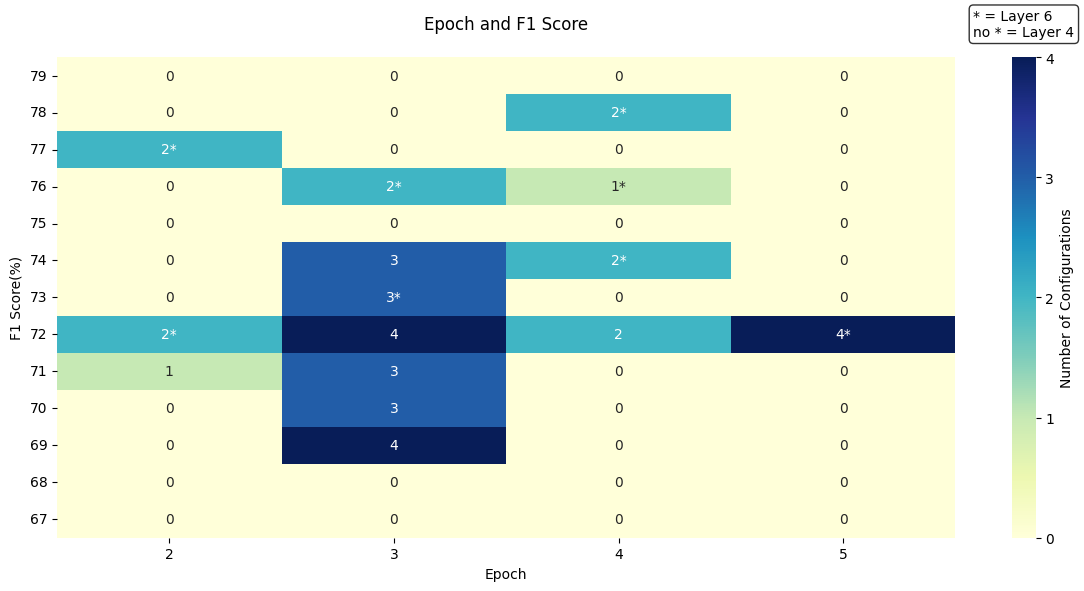 Epoch and F1 Score
* = Layer 6
no * = Layer 4
79 0 0 0 0
78 0 0 2* 0
77 2* 0 0 0
76 0 2* 1* 0
75 0 0 0 0
74 0 3 2* 0
73 0 3* 0 0
72 2* 4 2 4*
71 1 3 0 0
70 0 3 0 0
69 0 4 0 0
68 0 0 0 0
67 0 0 0 0
2 3 4 5
Epoch
F1 Score(%)
4
3
2
1
0
Number of Configurations